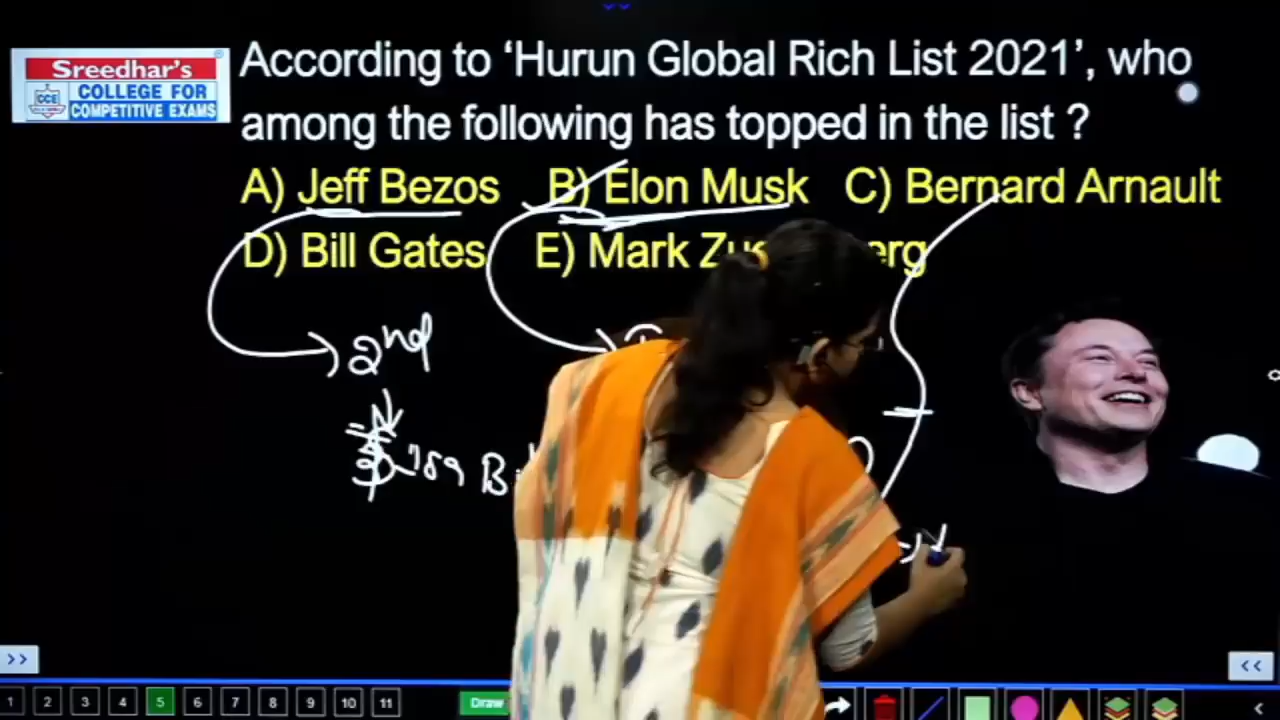 Sreedhar's
CCE
COLLEGE FOR
COMPETITIVE EXAMS
According to ‘Hurun Global Rich List 2021’, who
among the following has topped in the list ?
A) Jeff Bezos B) Elon Musk C) Bernard Arnault
D) Bill Gates E) Mark
2nd
$ 189 B
>>
<<
1 2 3 4 5 6 7 8 9 10 11
Draw